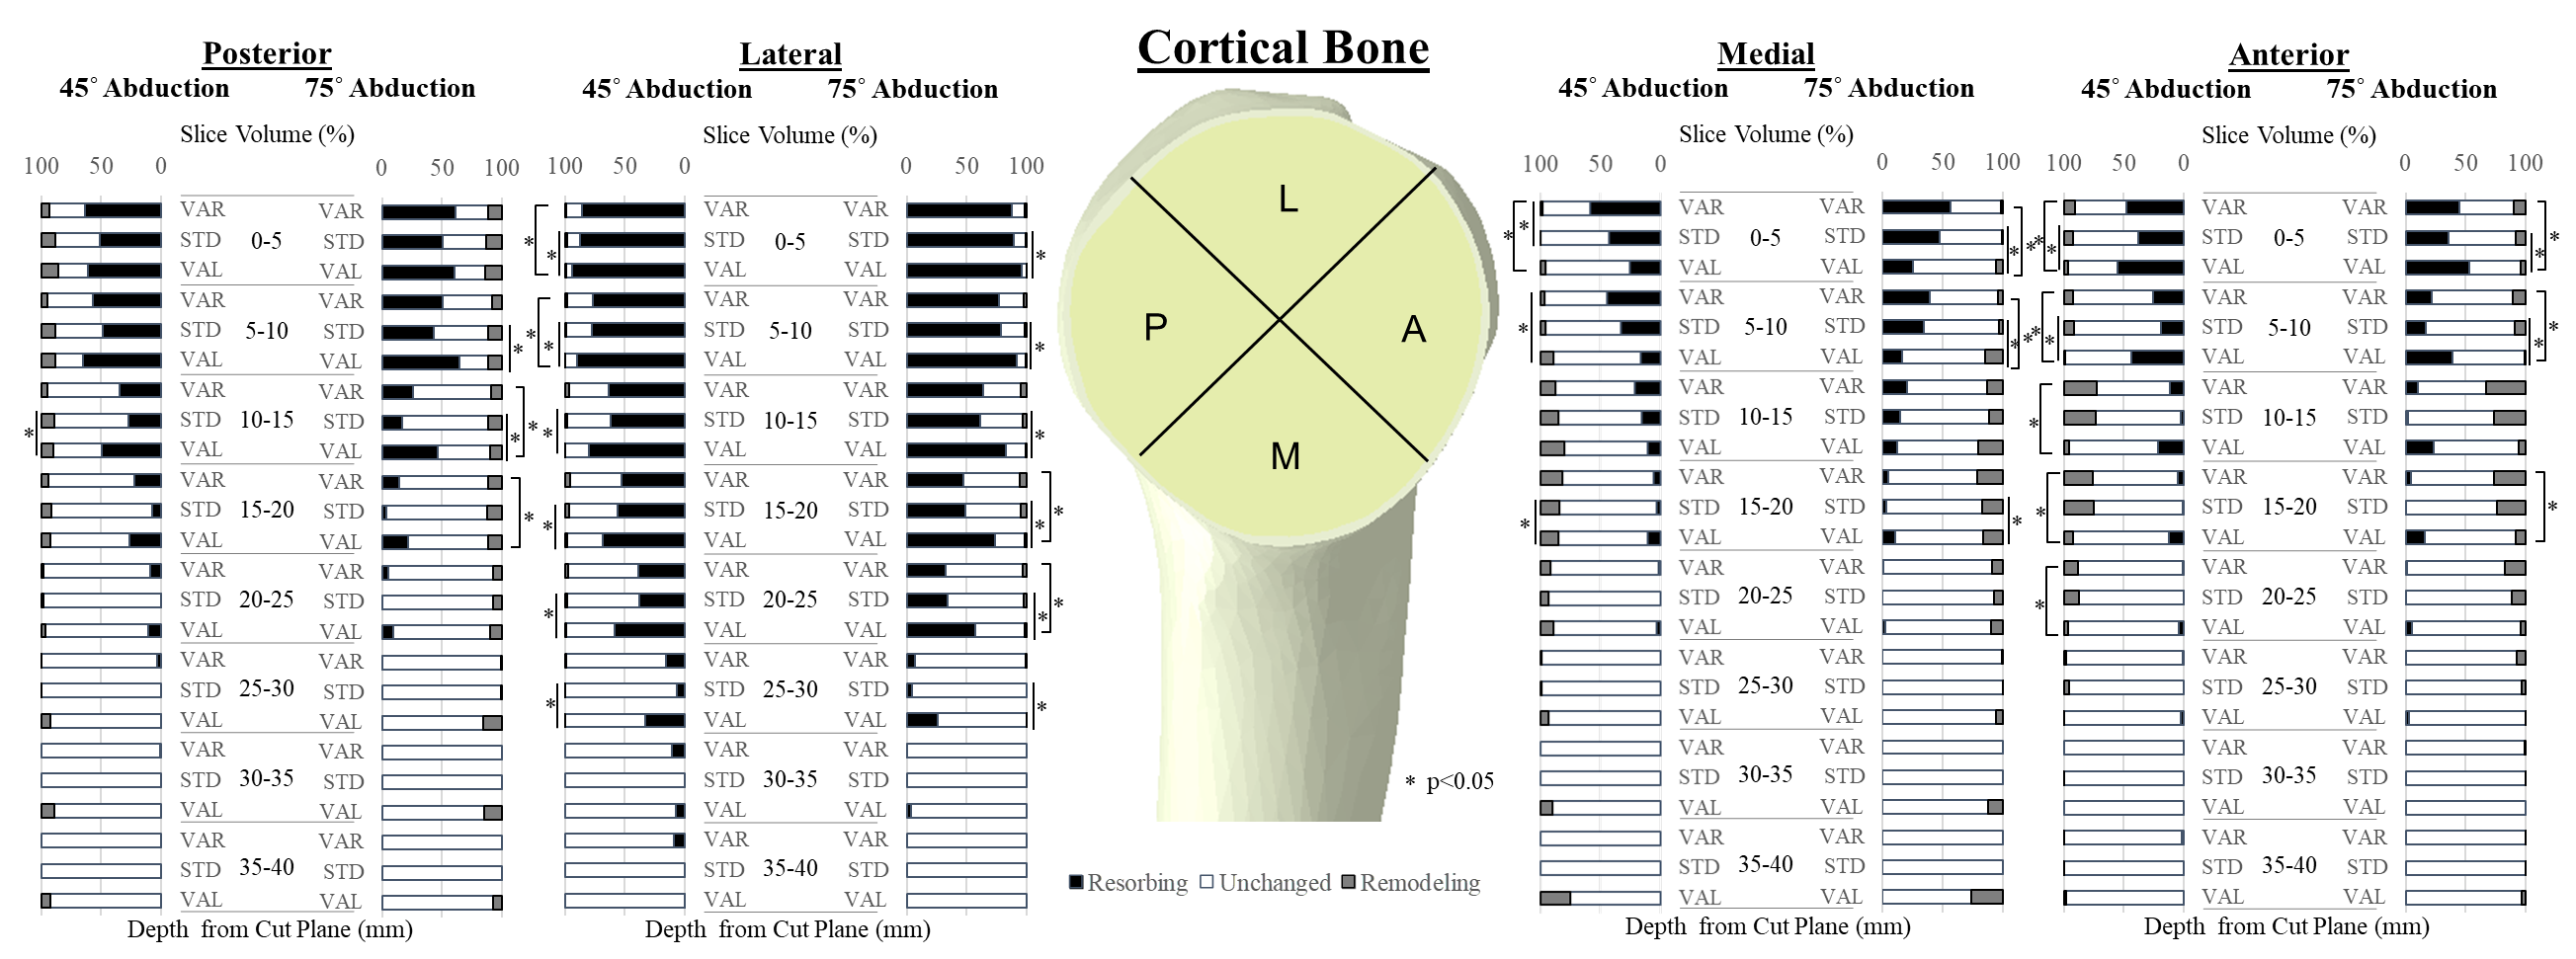 Cortical Bone
Posterior
45° Abduction 75° Abduction
Slice Volume (%)
100 50 0 0 50 100
VAR VAR
STD 0-5 STD
VAL VAL *
VAR VAR
STD 5-10 STD
VAL VAL *
VAR VAR
* STD 10-15 STD * *
VAL VAL
VAR VAR
STD 15-20 STD *
VAL VAL
VAR VAR
STD 20-25 STD
VAL VAL
VAR VAR
STD 25-30 STD
VAL VAL
VAR VAR
STD 30-35 STD
VAL VAL
VAR VAR
STD 35-40 STD
VAL VAL
Depth from Cut Plane (mm)
Lateral
45° Abduction 75° Abduction
Slice Volume (%)
100 50 0 0 50 100
VAR VAR
* * STD 0-5 STD *
VAL VAL
VAR VAR
* * STD 5-10 STD *
VAL VAL
VAR VAR
* STD 10-15 STD *
VAL VAL
VAR VAR
* STD 15-20 STD * *
VAL VAL
VAR VAR
* STD 20-25 STD * *
VAL VAL
VAR VAR
* STD 25-30 STD *
VAL VAL
VAR VAR
STD 30-35 STD
VAL VAL
VAR VAR
STD 35-40 STD
VAL VAL
Depth from Cut Plane (mm)
L
P A
M
* p<0.05
Resorbing Unchanged Remodeling
Medial
45° Abduction 75° Abduction
Slice Volume (%)
100 50 0 0 50 100
VAR VAR
* * STD 0-5 STD * *
VAL VAL
VAR VAR
* STD 5-10 STD * *
VAL VAL
VAR VAR
STD 10-15 STD
VAL VAL
VAR VAR
* STD 15-20 STD *
VAL VAL
VAR VAR
STD 20-25 STD
VAL VAL
VAR VAR
STD 25-30 STD
VAL VAL
VAR VAR
STD 30-35 STD
VAL VAL
VAR VAR
STD 35-40 STD
VAL VAL
Depth from Cut Plane (mm)
Anterior
45° Abduction 75° Abduction
Slice Volume (%)
100 50 0 0 50 100
VAR VAR
* * STD 0-5 STD * *
VAL VAL
VAR VAR
* * STD 5-10 STD * *
VAL VAL
VAR VAR
* STD 10-15 STD
VAL VAL
VAR VAR
* STD 15-20 STD *
VAL VAL
VAR VAR
* STD 20-25 STD
VAL VAL
VAR VAR
STD 25-30 STD
VAL VAL
VAR VAR
STD 30-35 STD
VAL VAL
VAR VAR
STD 35-40 STD
VAL VAL
Depth from Cut Plane (mm)